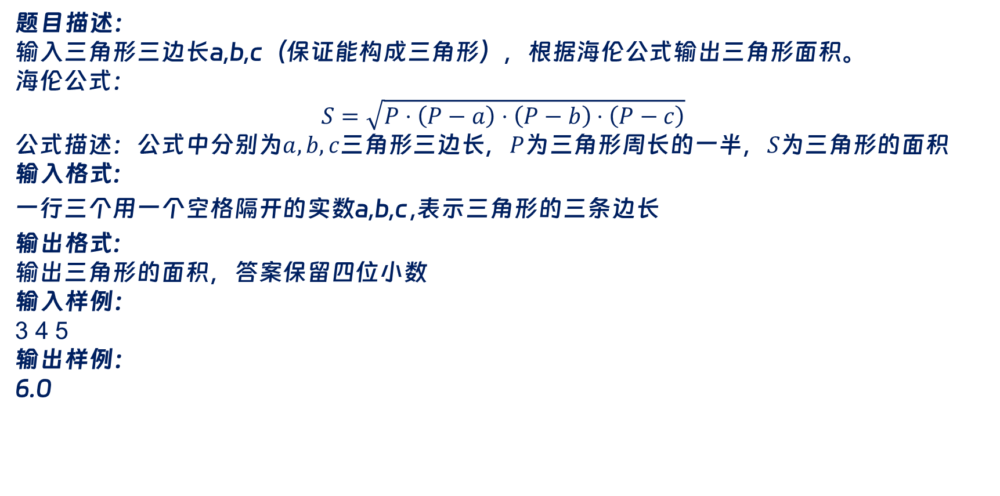 题目描述：
输入三角形三边长a,b,c（保证能构成三角形），根据海伦公式输出三角形面积。
海伦公式：
S = √P · (P − a) · (P − b) · (P − c)
公式描述：公式中分别为a, b, c三角形三边长，P为三角形周长的一半，S为三角形的面积
输入格式:
一行三个用一个空格隔开的实数a,b,c,表示三角形的三条边长
输出格式:
输出三角形的面积，答案保留四位小数
输入样例：
3 4 5
输出样例：
6.0